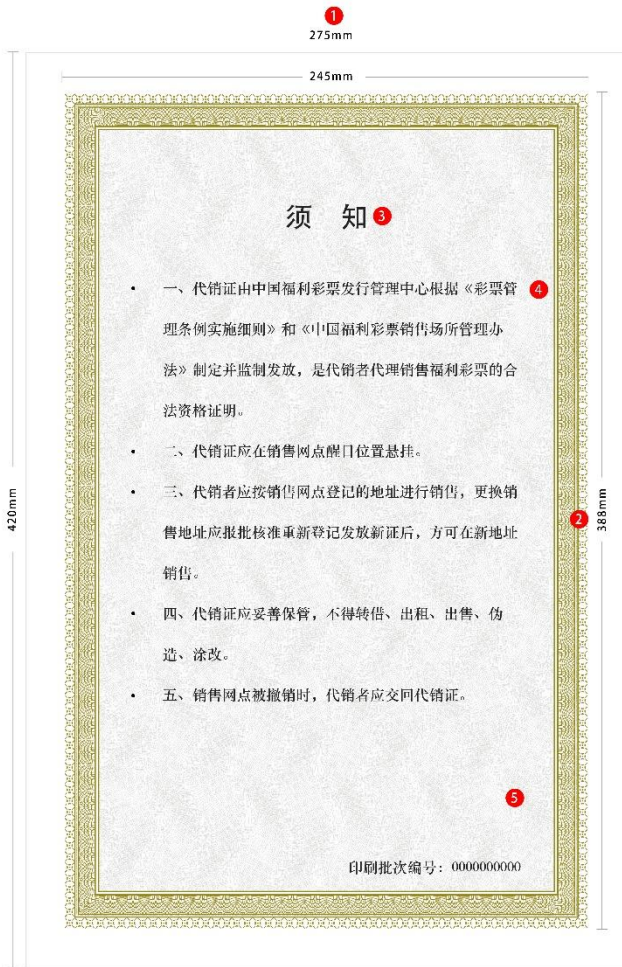 1
275mm
245mm
须 知 3
• 一、代销证由中国福利彩票发行管理中心根据《彩票管 4
理条例实施细则》和《中国福利彩票销售场所管理办
法》制定并监制发放，是代销者代理销售福利彩票的合
法资格证明。
• 二、代销证应在销售网点醒目位置悬挂。
• 三、代销者应按销售网点登记的地址进行销售，更换销
售地址应报批核准重新登记发放新证后，方可在新地址
销售。
420mm
2
388mm
• 四、代销证应妥善保管，不得转借、出租、出售、伪
造、涂改。
• 五、销售网点被撤销时，代销者应交回代销证。
5
印刷批次编号：0000000000